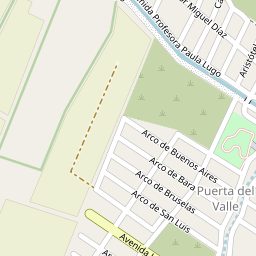 Miguel Díaz
Profesora Paula Lugo
Arco de Buenos Aires
Arco de Bara
Arco de Bruselas
Arco de San Luis
Puerta del
Valle
Avenida